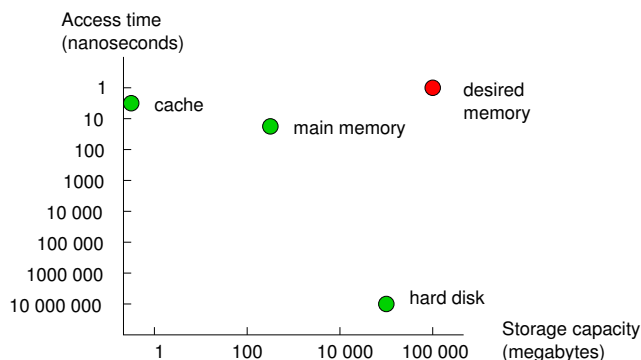 Access time
(nanoseconds)
1
cache
desired
memory
10
main memory
100
1000
10 000
100 000
1000 000
10 000 000
hard disk
1
100
10 000
100 000
Storage capacity
(megabytes)